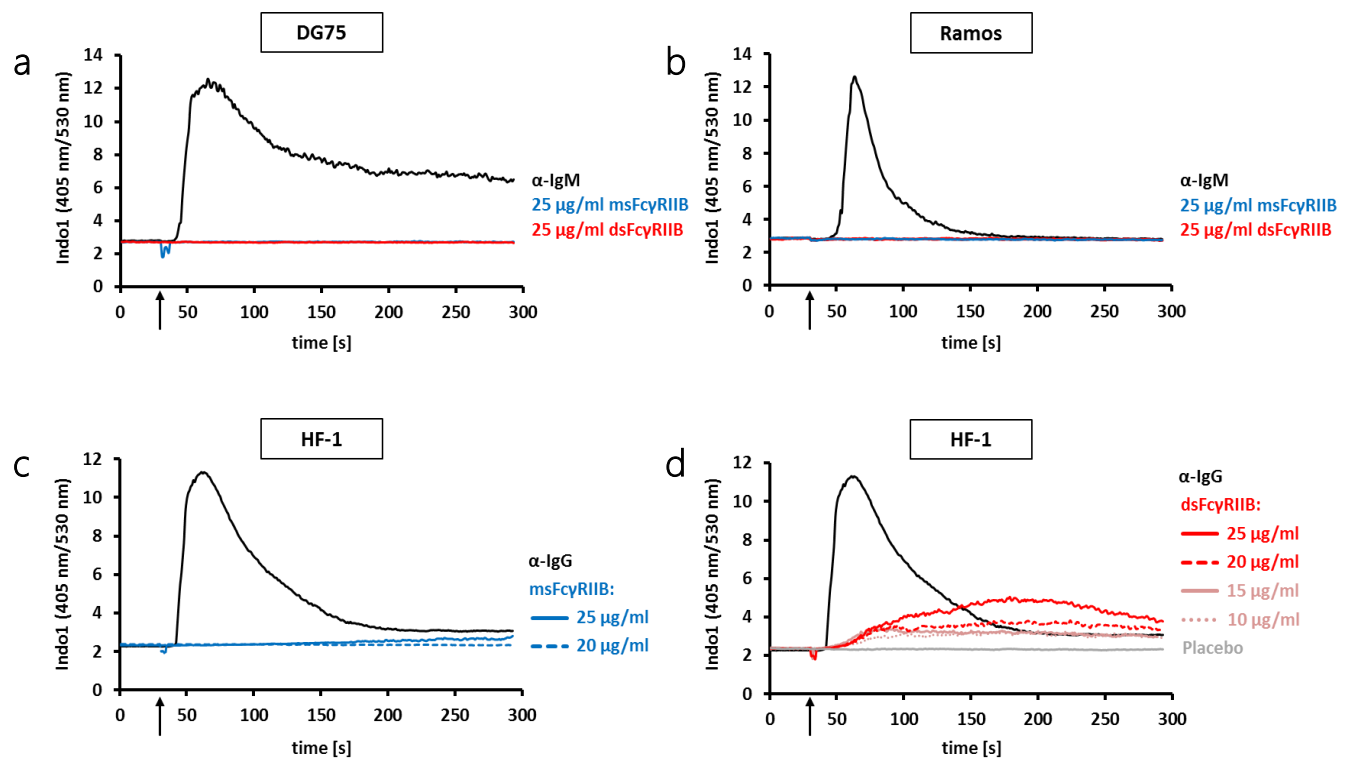 a
DG75
Indo1 (405 nm/530 nm)
14
12
10
8
6
4
2
0
0 50 100 150 200 250 300
time [s]
α-IgM
25 µg/ml msFcγRIIB
25 µg/ml dsFcγRIIB
b
Ramos
Indo1 (405 nm/530 nm)
14
12
10
8
6
4
2
0
0 50 100 150 200 250 300
time [s]
α-IgM
25 µg/ml msFcγRIIB
25 µg/ml dsFcγRIIB
c
HF-1
Indo1 (405 nm/530 nm)
12
10
8
6
4
2
0
0 50 100 150 200 250 300
time [s]
α-IgG
msFcγRIIB:
25 µg/ml
20 µg/ml
d
HF-1
Indo1 (405 nm/530 nm)
12
10
8
6
4
2
0
0 50 100 150 200 250 300
time [s]
α-IgG
dsFcγRIIB:
25 µg/ml
20 µg/ml
15 µg/ml
10 µg/ml
Placebo